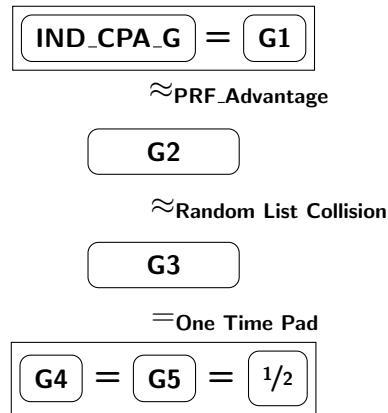 IND_CPA_G = G1
≈PRF_Advantage
G2
≈Random List Collision
G3
=One Time Pad
G4 = G5 = 1/2